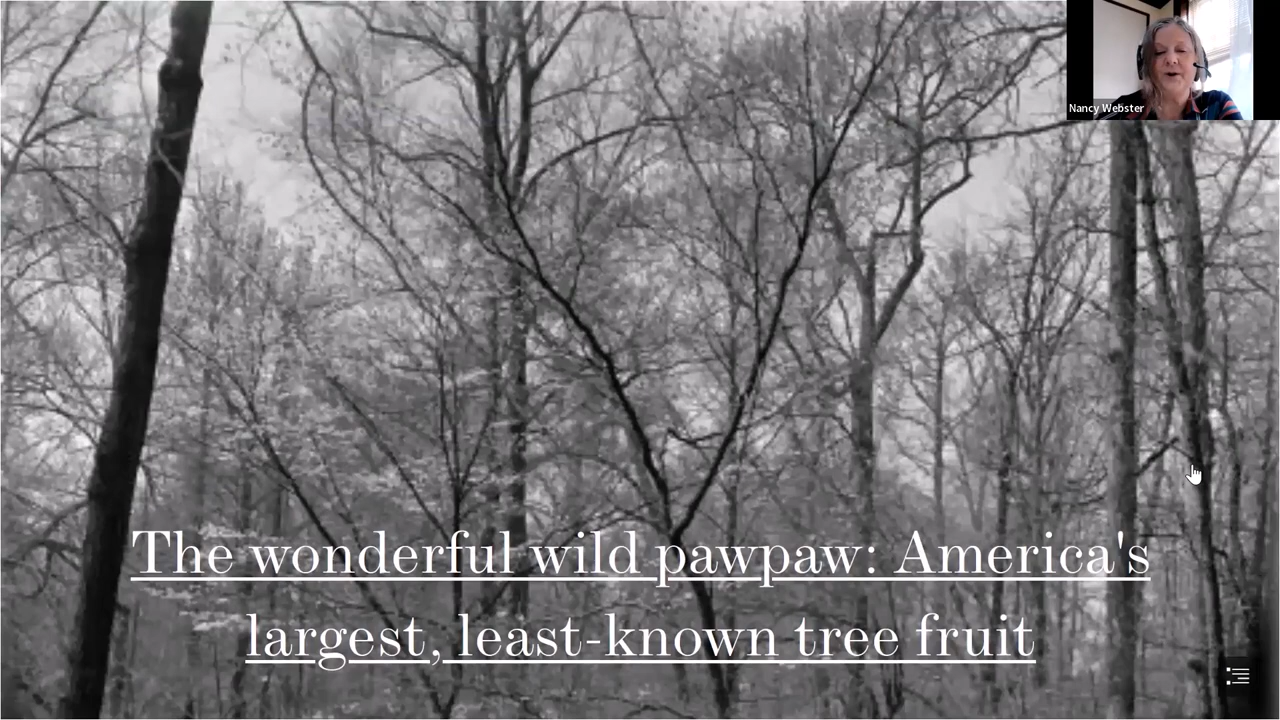 Nancy Webster
The wonderful wild pawpaw: America's
largest, least-known tree fruit